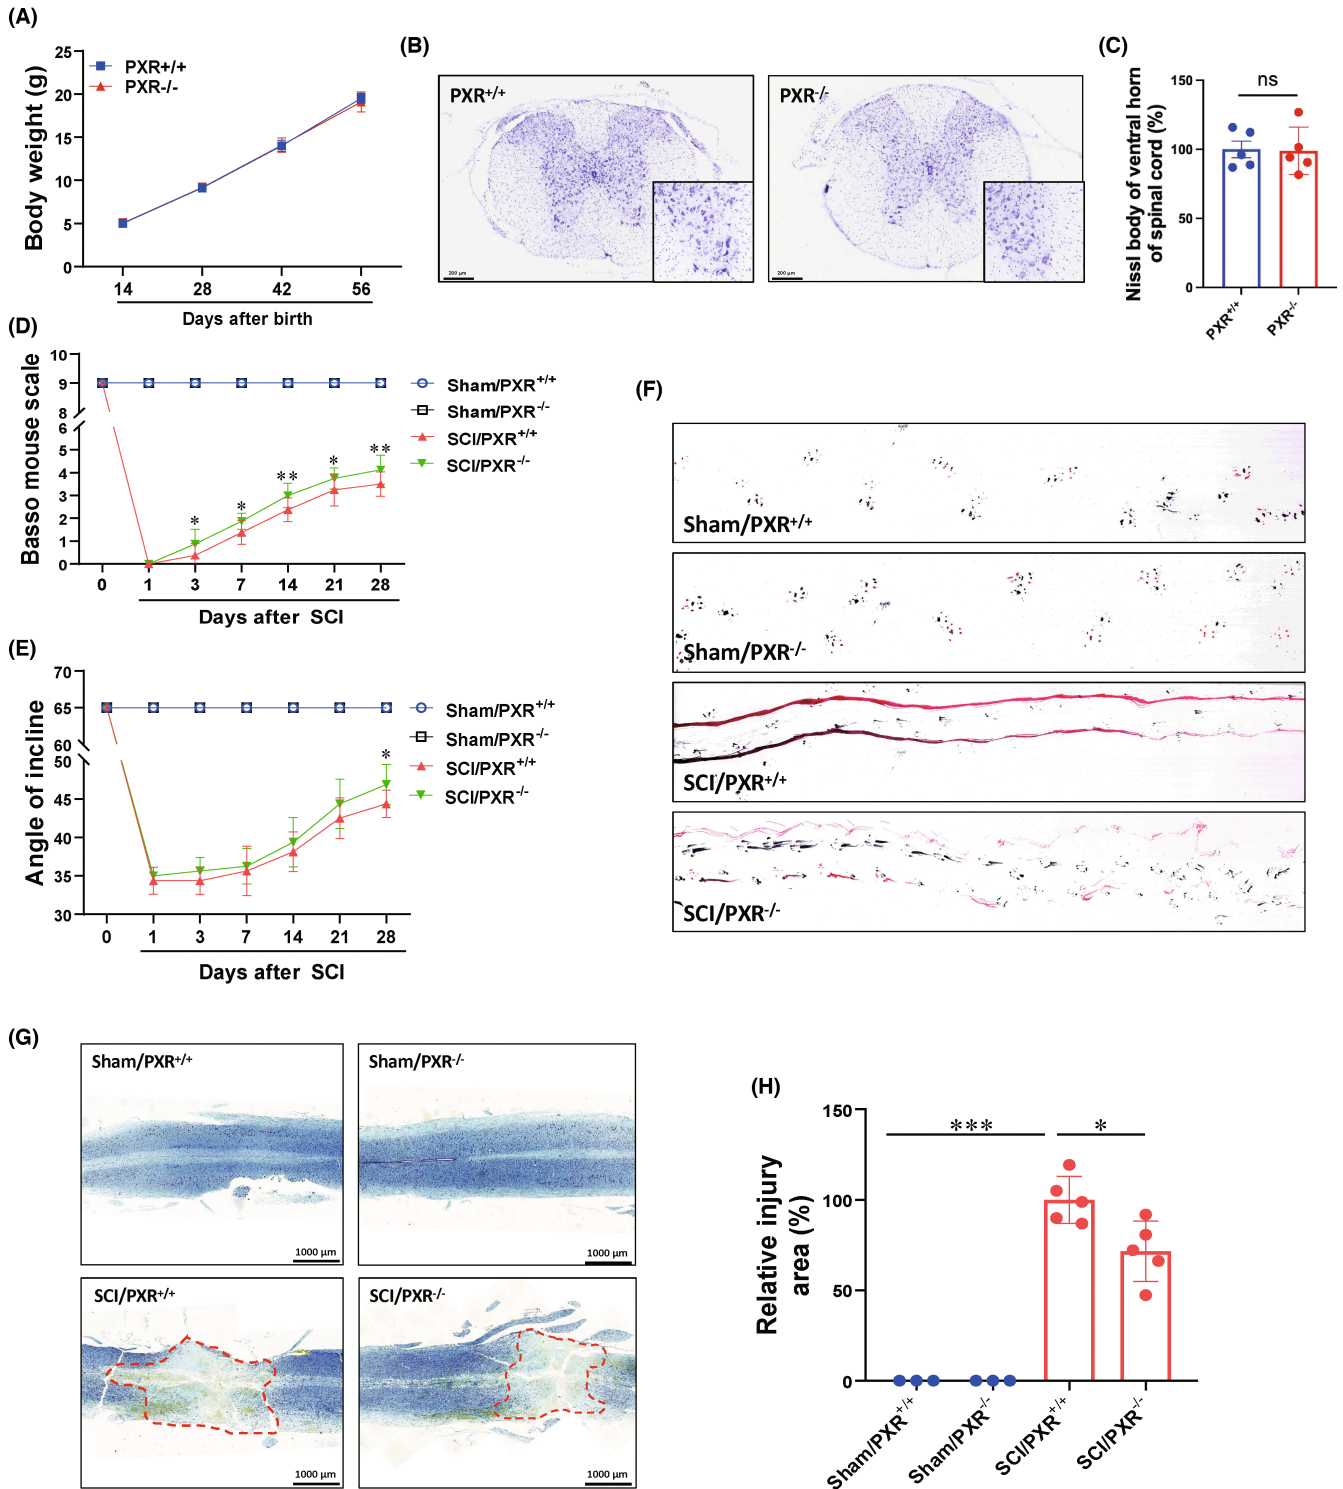 (A)
Body weight (g)
25
20
15
10
5
0
PXR+/+
PXR-/-
14 28 42 56
Days after birth
(B)
PXR+/+
200 μm
PXR-/-
200 μm
(C)
Nissl body of ventral horn
of spinal cord (%)
150
100
50
0
ns
PXR+/+
PXR-/-
(D)
Basso mouse scale
10
9
8
6
5
4
3
2
1
0
* * ** * **
0 1 3 7 14 21 28
Days after SCI
Sham/PXR+/+
Sham/PXR-/-
SCI/PXR+/+
SCI/PXR-/-
(E)
Angle of incline
70
65
60
50
45
40
35
30
*
0 1 3 7 14 21 28
Days after SCI
Sham/PXR+/+
Sham/PXR-/-
SCI/PXR+/+
SCI/PXR-/-
(F)
Sham/PXR+/+
Sham/PXR-/-
SCI/PXR+/+
SCI/PXR-/-
(G)
Sham/PXR+/+
1000 μm
Sham/PXR-/-
1000 μm
SCI/PXR+/+
1000 μm
SCI/PXR-/-
1000 μm
(H)
Relative injury
area (%)
150
100
50
0
*** *
Sham/PXR+/+
Sham/PXR-/-
SCI/PXR+/+
SCI/PXR-/-